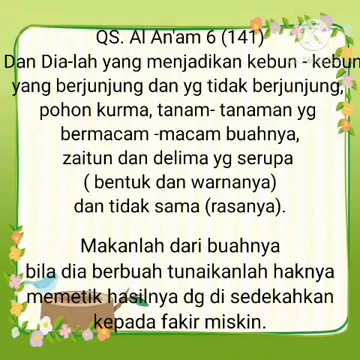 QS. Al An'am 6 (141)
Dan Dia-lah yang menjadikan kebun - kebun
yang berjunjung dan yg tidak berjunjung,
pohon kurma, tanam- tanaman yg
bermacam -macam buahnya,
zaitun dan delima yg serupa
( bentuk dan warnanya)
dan tidak sama (rasanya).
Makanlah dari buahnya
bila dia berbuah tunaikanlah haknya
memetik hasilnya dg di sedekahkan
kepada fakir miskin.